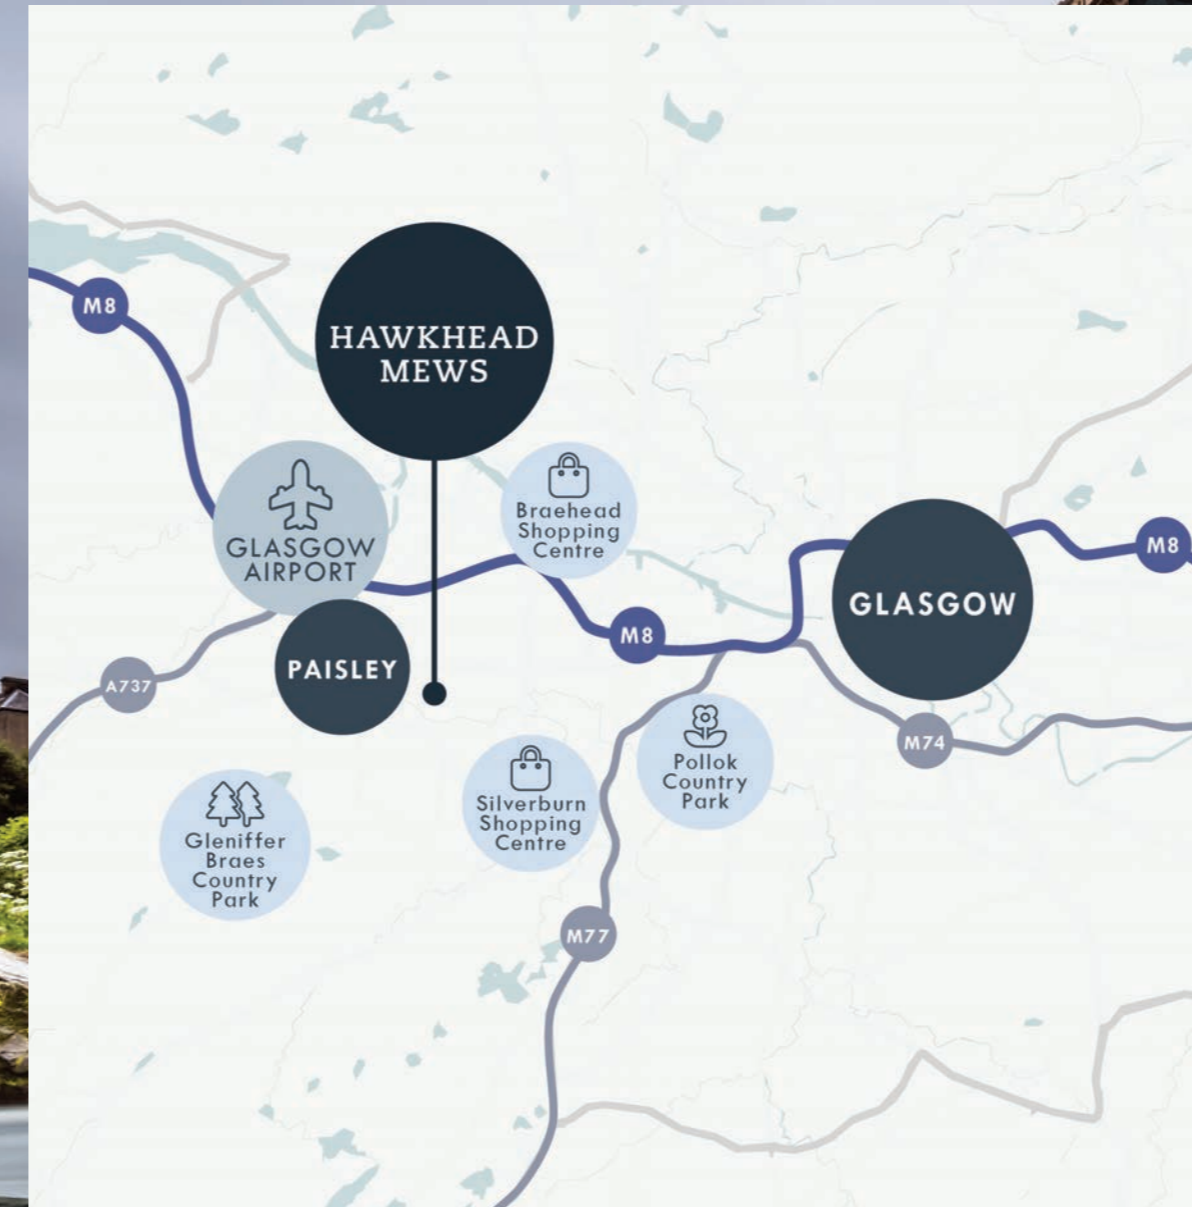 M8
HAWKHEAD
MEWS
GLASGOW
AIRPORT
Braehead
Shopping
Centre
M8
GLASGOW
M8
PAISLEY
A737
M74
Pollok
Country
Park
Silverburn
Shopping
Centre
Gleniffer
Braes
Country
Park
M77